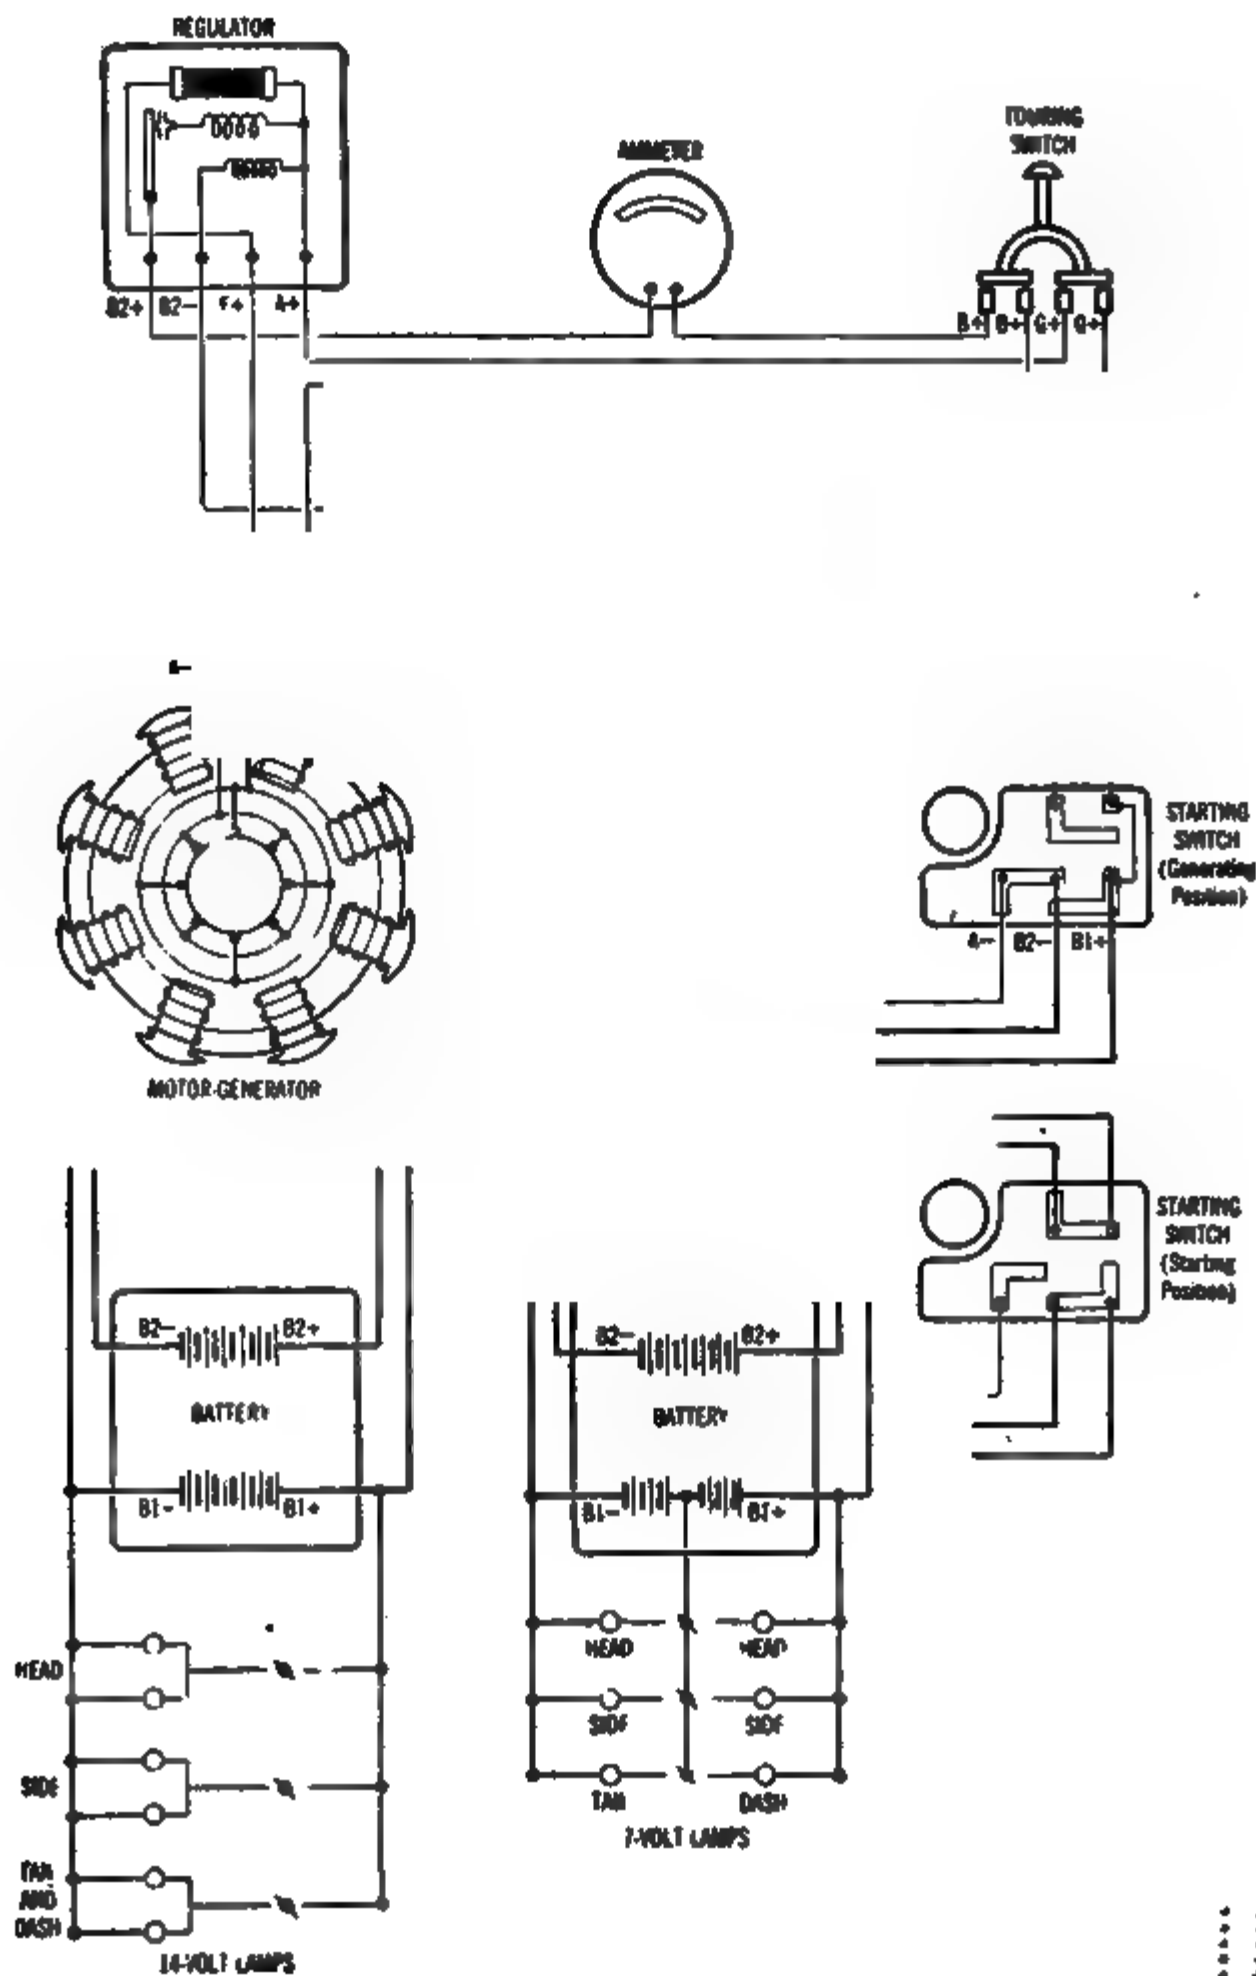 REGULATOR
B2+ B2- F+ A+
AMMETER
TOURING
SWITCH
B+ B+ G+ G+
STARTING
SWITCH
(Generating
Position)
A- B2- B1+
MOTOR-GENERATOR
STARTING
SWITCH
(Starting
Position)
B2- B2+
BATTERY
B1- B1+
HEAD
SIDE
TAN
AND
DASH
14-VOLT LAMPS
B2- B2+
BATTERY
B1- B1+
HEAD HEAD
SIDE SIDE
TAN DASH
7-VOLT LAMPS